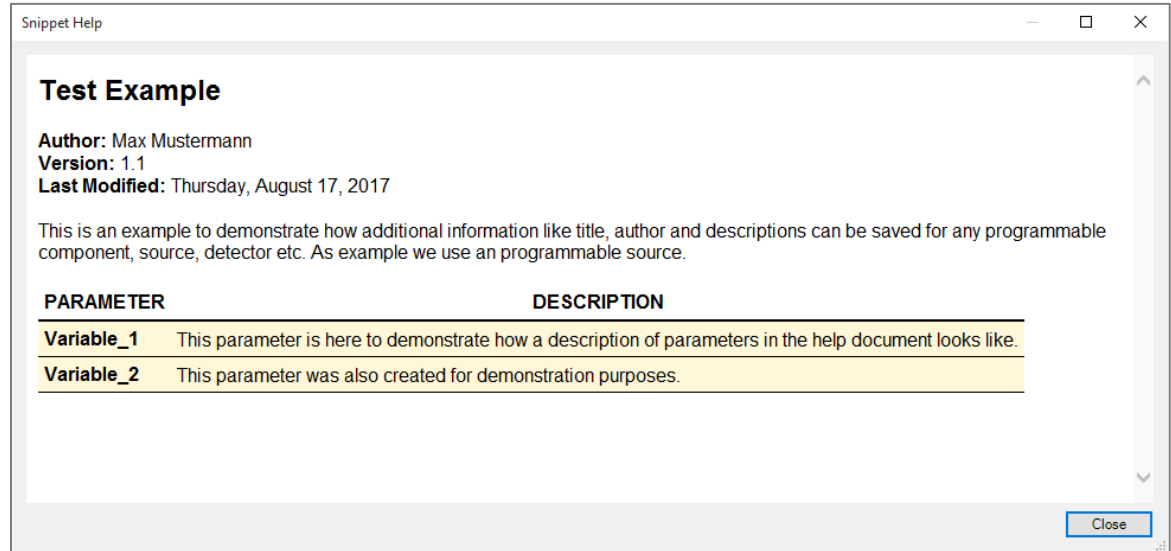 Snippet Help
Test Example
Author: Max Mustermann
Version: 1.1
Last Modified: Thursday, August 17, 2017
This is an example to demonstrate how additional information like title, author and descriptions can be saved for any programmable
component, source, detector etc. As example we use an programmable source.
PARAMETER DESCRIPTION
Variable_1 This parameter is here to demonstrate how a description of parameters in the help document looks like.
Variable_2 This parameter was also created for demonstration purposes.
Close